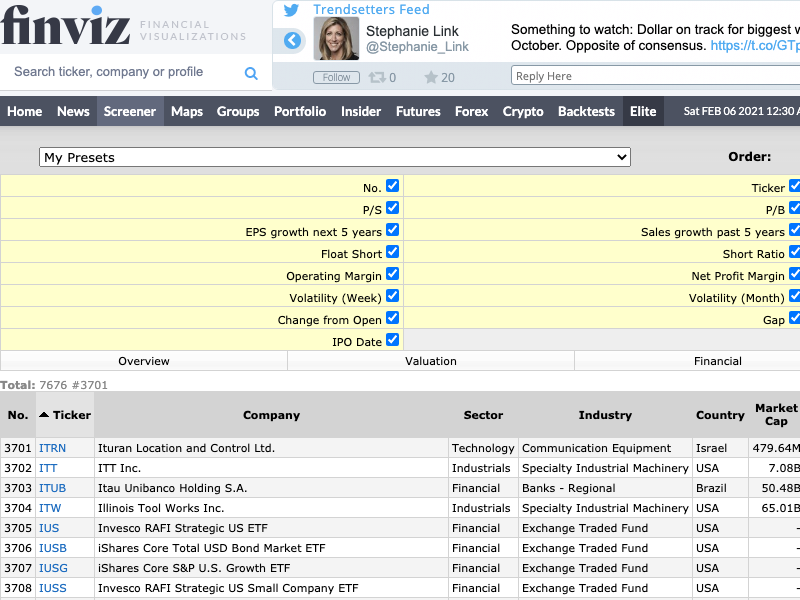 finviz FINANCIAL VISUALIZATIONS
Search ticker, company or profile
Trendsetters Feed
Stephanie Link
@Stephanie_Link
Something to watch: Dollar on track for biggest w
October. Opposite of consensus. https://t.co/GTp
Follow 0 20 Reply Here
Home News Screener Maps Groups Portfolio Insider Futures Forex Crypto Backtests Elite Sat FEB 06 2021 12:30 A
My Presets Order:
No. Ticker
P/S P/B
EPS growth next 5 years Sales growth past 5 years
Float Short Short Ratio
Operating Margin Net Profit Margin
Volatility (Week) Volatility (Month)
Change from Open Gap
IPO Date
Overview Valuation Financial
Total: 7676 #3701
No. Ticker Company Sector Industry Country Market Cap
3701 ITRN Ituran Location and Control Ltd. Technology Communication Equipment Israel 479.64M
3702 ITT ITT Inc. Industrials Specialty Industrial Machinery USA 7.08B
3703 ITUB Itau Unibanco Holding S.A. Financial Banks - Regional Brazil 50.48B
3704 ITW Illinois Tool Works Inc. Industrials Specialty Industrial Machinery USA 65.01B
3705 IUS Invesco RAFI Strategic US ETF Financial Exchange Traded Fund USA -
3706 IUSB iShares Core Total USD Bond Market ETF Financial Exchange Traded Fund USA -
3707 IUSG iShares Core S&P U.S. Growth ETF Financial Exchange Traded Fund USA -
3708 IUSS Invesco RAFI Strategic US Small Company ETF Financial Exchange Traded Fund USA -